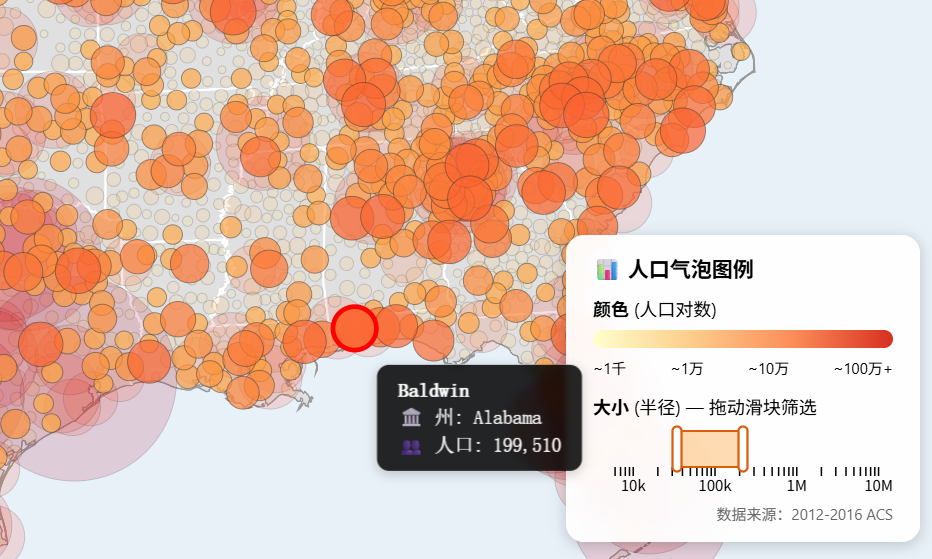 人口气泡图例
颜色 (人口对数)
~1千 ~1万 ~10万 ~100万+
大小 (半径) — 拖动滑块筛选
10k 100k 1M 10M
数据来源：2012-2016 ACS
Baldwin
州: Alabama
人口: 199,510